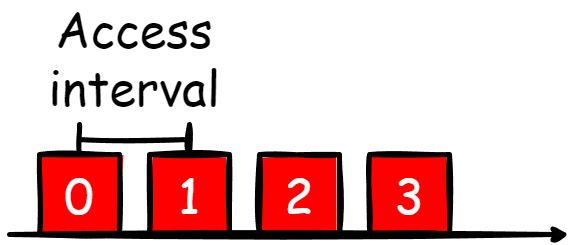 Access
interval
0 1 2 3